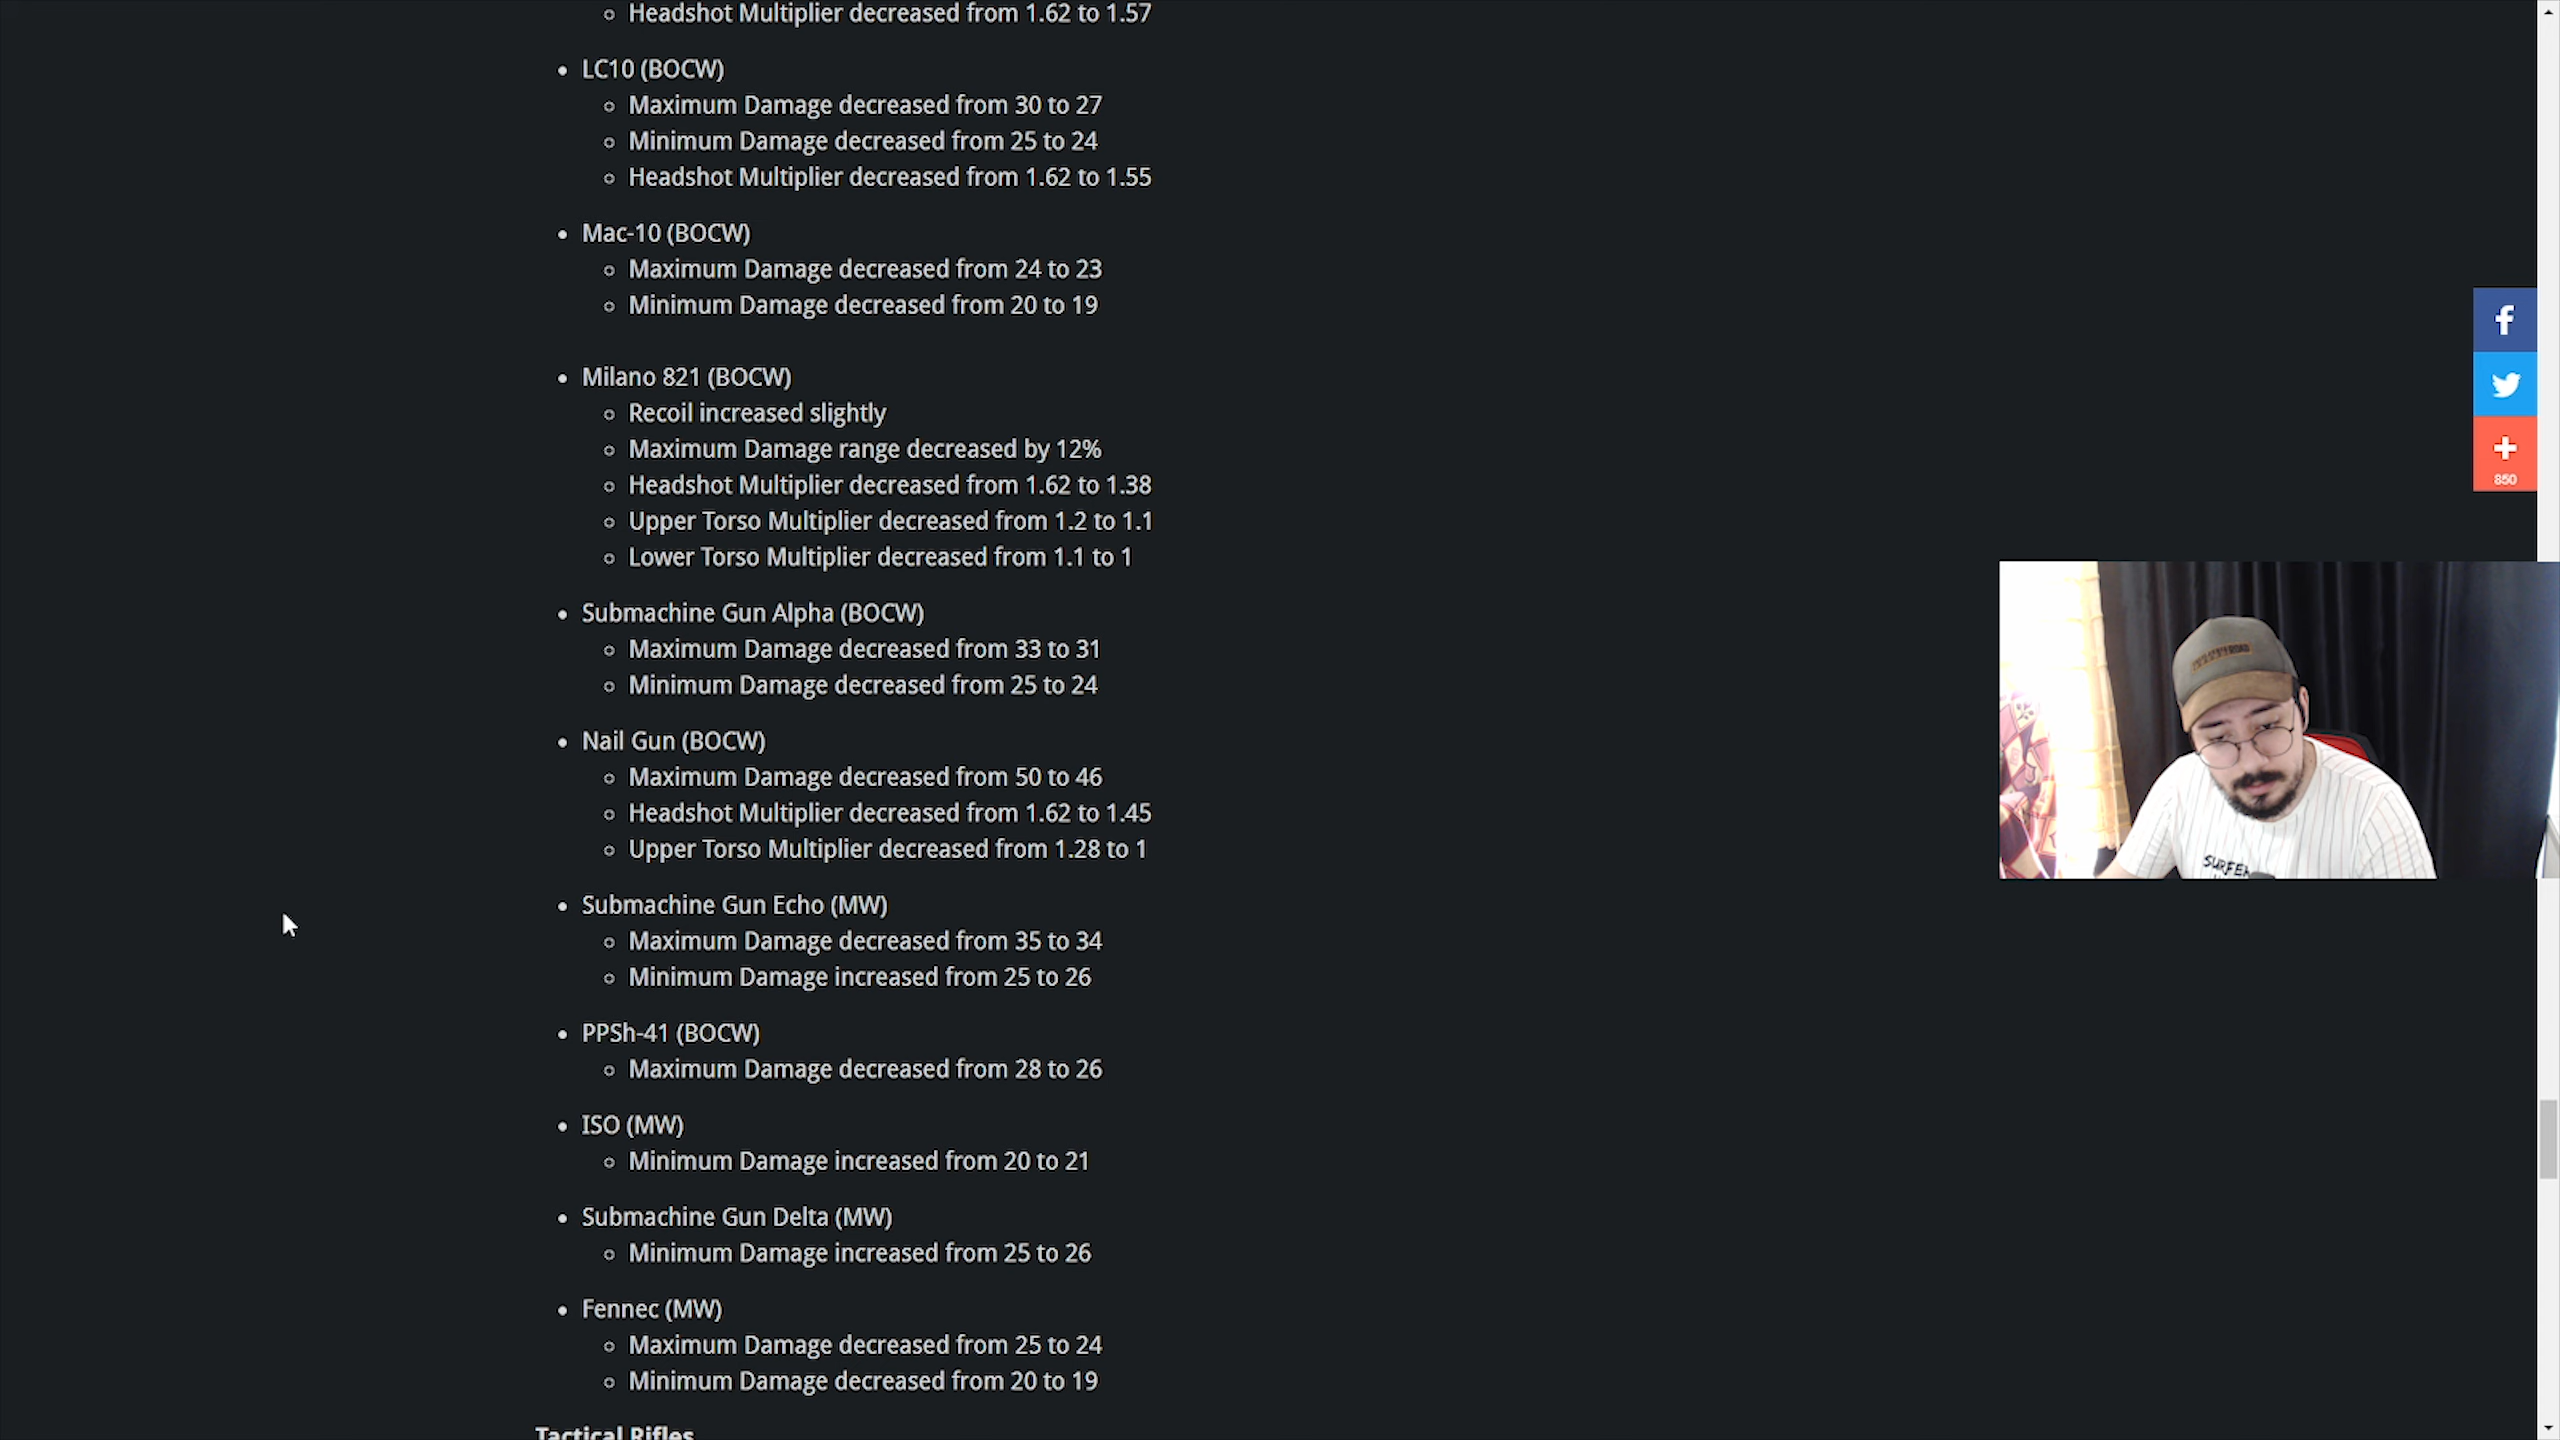 Headshot Multiplier decreased from 1.62 to 1.57
LC10 (BOCW)
Maximum Damage decreased from 30 to 27
Minimum Damage decreased from 25 to 24
Headshot Multiplier decreased from 1.62 to 1.55
Mac-10 (BOCW)
Maximum Damage decreased from 24 to 23
Minimum Damage decreased from 20 to 19
Milano 821 (BOCW)
Recoil increased slightly
Maximum Damage range decreased by 12%
Headshot Multiplier decreased from 1.62 to 1.38
Upper Torso Multiplier decreased from 1.2 to 1.1
Lower Torso Multiplier decreased from 1.1 to 1
Submachine Gun Alpha (BOCW)
Maximum Damage decreased from 33 to 31
Minimum Damage decreased from 25 to 24
Nail Gun (BOCW)
Maximum Damage decreased from 50 to 46
Headshot Multiplier decreased from 1.62 to 1.45
Upper Torso Multiplier decreased from 1.28 to 1
Submachine Gun Echo (MW)
Maximum Damage decreased from 35 to 34
Minimum Damage increased from 25 to 26
PPSh-41 (BOCW)
Maximum Damage decreased from 28 to 26
ISO (MW)
Minimum Damage increased from 20 to 21
Submachine Gun Delta (MW)
Minimum Damage increased from 25 to 26
Fennec (MW)
Maximum Damage decreased from 25 to 24
Minimum Damage decreased from 20 to 19
Tactical Rifles
850